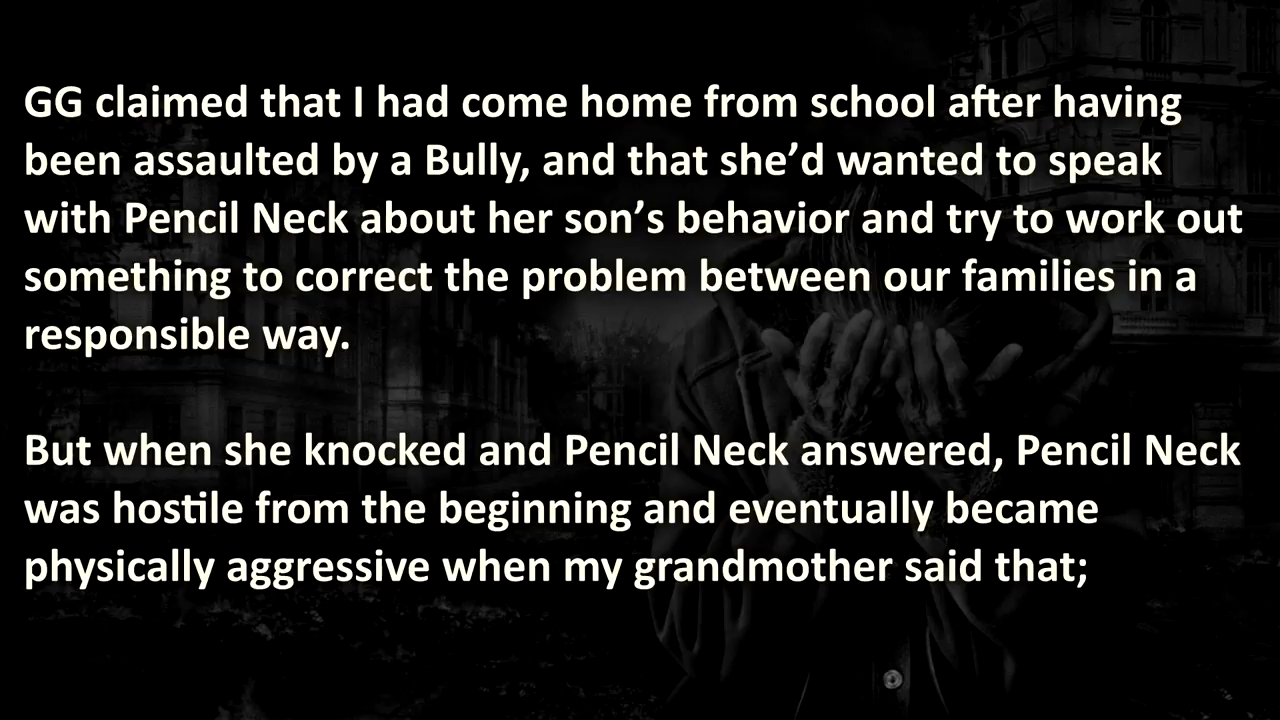 GG claimed that I had come home from school after having
been assaulted by a Bully, and that she’d wanted to speak
with Pencil Neck about her son’s behavior and try to work out
something to correct the problem between our families in a
responsible way.
But when she knocked and Pencil Neck answered, Pencil Neck
was hostile from the beginning and eventually became
physically aggressive when my grandmother said that;